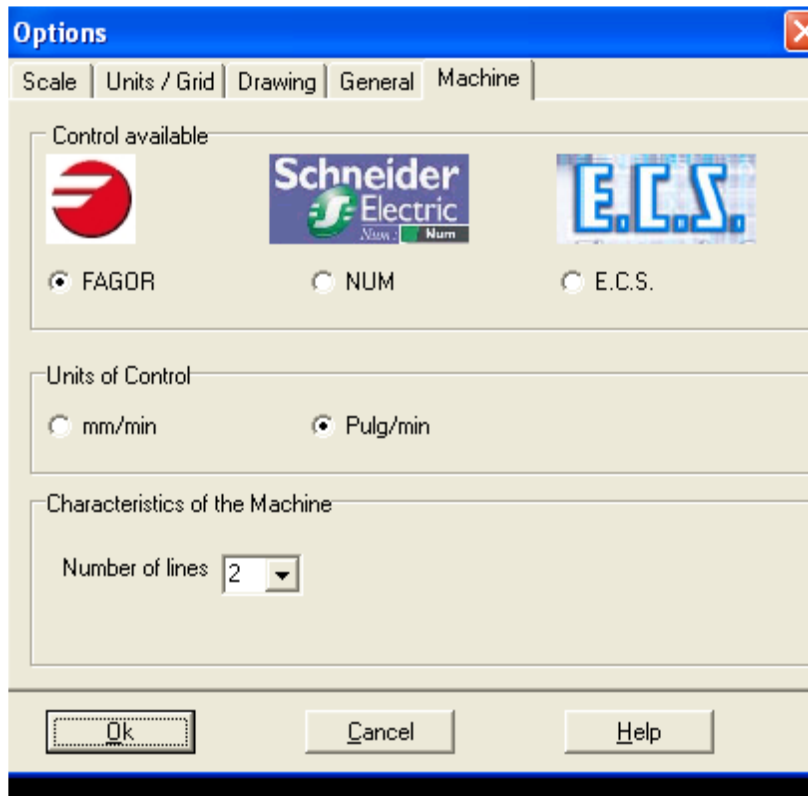 Options
Scale Units / Grid Drawing General Machine
Control available
Schneider
Electric
Num : Num
E.C.S.
FAGOR NUM E.C.S.
Units of Control
mm/min Pulg/min
Characteristics of the Machine
Number of lines 2
Ok Cancel Help